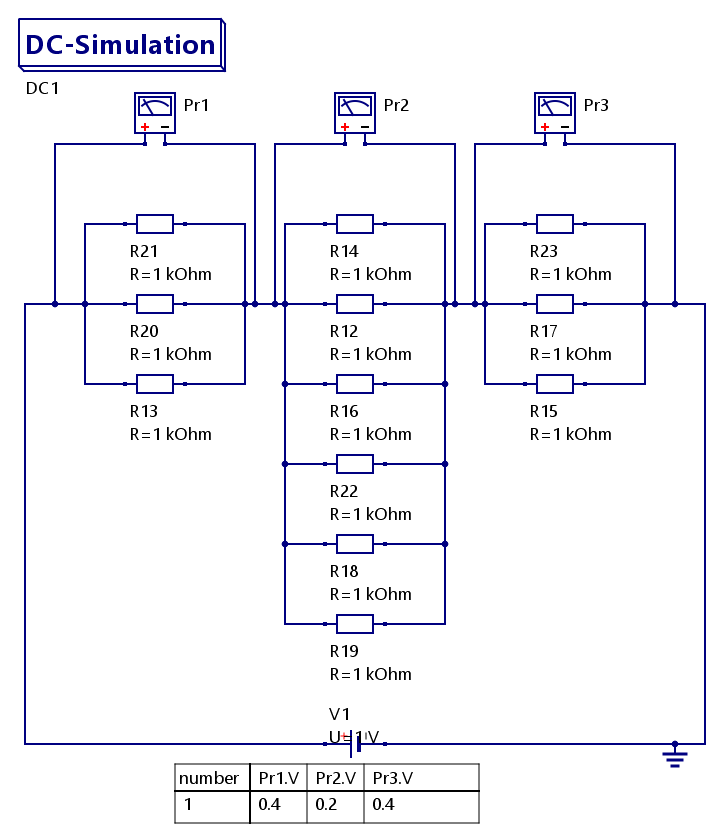 DC-Simulation
DC1
Pr1 Pr2 Pr3
+ − + − + −
R21 R14 R23
R=1 kOhm R=1 kOhm R=1 kOhm
R20 R12 R17
R=1 kOhm R=1 kOhm R=1 kOhm
R13 R16 R15
R=1 kOhm R=1 kOhm R=1 kOhm
R22
R=1 kOhm
R18
R=1 kOhm
R19
R=1 kOhm
V1
U=1 V
number Pr1.V Pr2.V Pr3.V
1 0.4 0.2 0.4